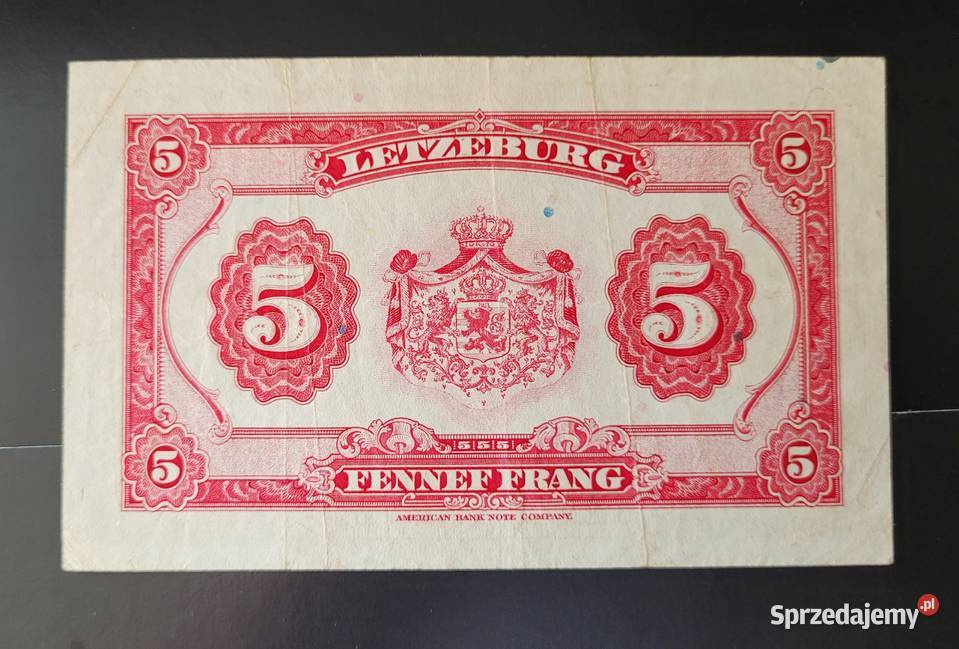 5 5
LETZEBURG
5 5
5 5 5
5 5
FENNEF FRANG
AMERICAN BANK NOTE COMPANY.
Sprzedajemy.pl